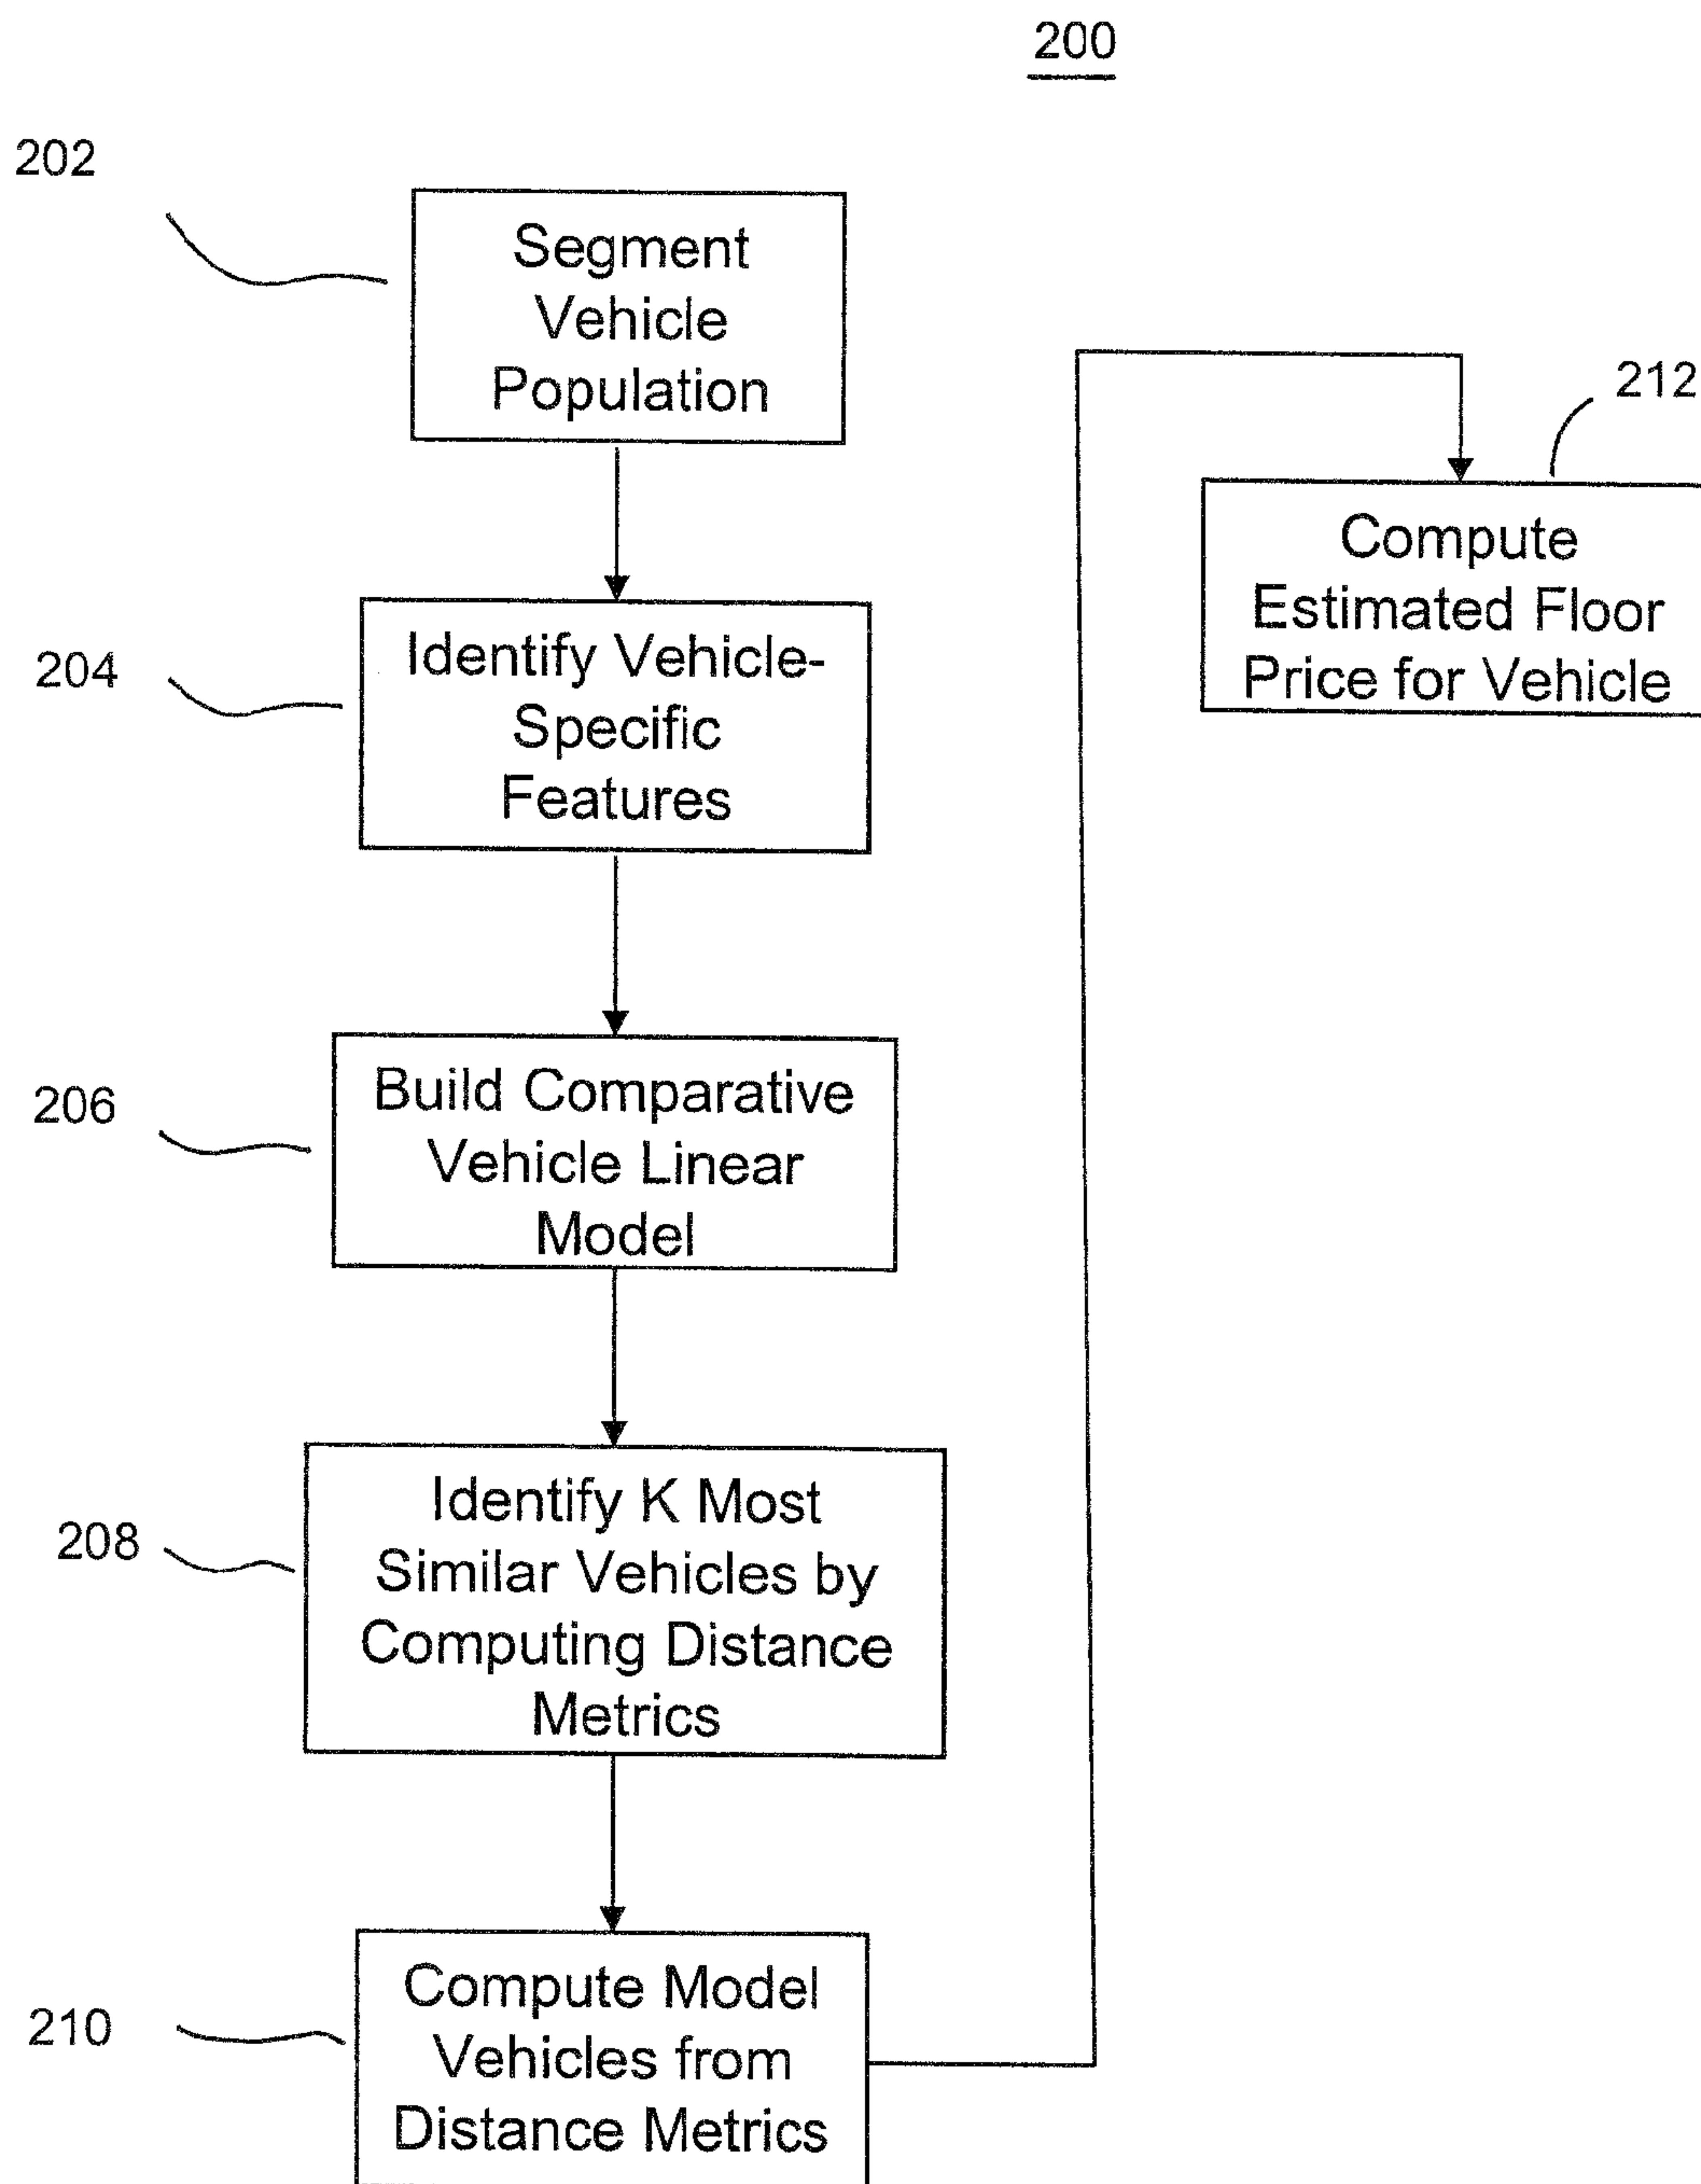 200
202
Segment
Vehicle
Population
204
Identify Vehicle-
Specific
Features
206
Build Comparative
Vehicle Linear
Model
208
Identify K Most
Similar Vehicles by
Computing Distance
Metrics
210
Compute Model
Vehicles from
Distance Metrics
212
Compute
Estimated Floor
Price for Vehicle